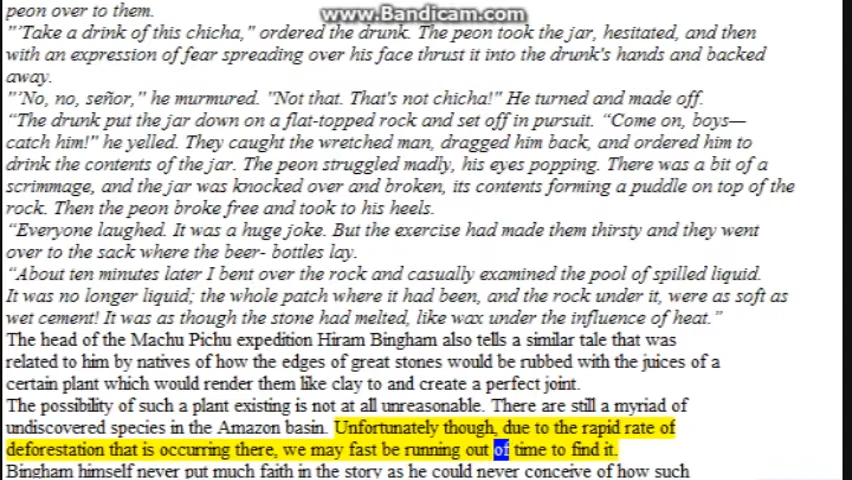 www.Bandicam.com
peon over to them.
"'Take a drink of this chicha," ordered the drunk. The peon took the jar, hesitated, and then
with an expression of fear spreading over his face thrust it into the drunk's hands and backed
away.
"'No, no, señor," he murmured. "Not that. That's not chicha!" He turned and made off.
“The drunk put the jar down on a flat-topped rock and set off in pursuit. “Come on, boys—
catch him!" he yelled. They caught the wretched man, dragged him back, and ordered him to
drink the contents of the jar. The peon struggled madly, his eyes popping. There was a bit of a
scrimmage, and the jar was knocked over and broken, its contents forming a puddle on top of the
rock. Then the peon broke free and took to his heels.
“Everyone laughed. It was a huge joke. But the exercise had made them thirsty and they went
over to the sack where the beer- bottles lay.
“About ten minutes later I bent over the rock and casually examined the pool of spilled liquid.
It was no longer liquid; the whole patch where it had been, and the rock under it, were as soft as
wet cement! It was as though the stone had melted, like wax under the influence of heat.”
The head of the Machu Pichu expedition Hiram Bingham also tells a similar tale that was
related to him by natives of how the edges of great stones would be rubbed with the juices of a
certain plant which would render them like clay to and create a perfect joint.
The possibility of such a plant existing is not at all unreasonable. There are still a myriad of
undiscovered species in the Amazon basin. Unfortunately though, due to the rapid rate of
deforestation that is occurring there, we may fast be running out of time to find it.
Bingham himself never put much faith in the story as he could never conceive of how such